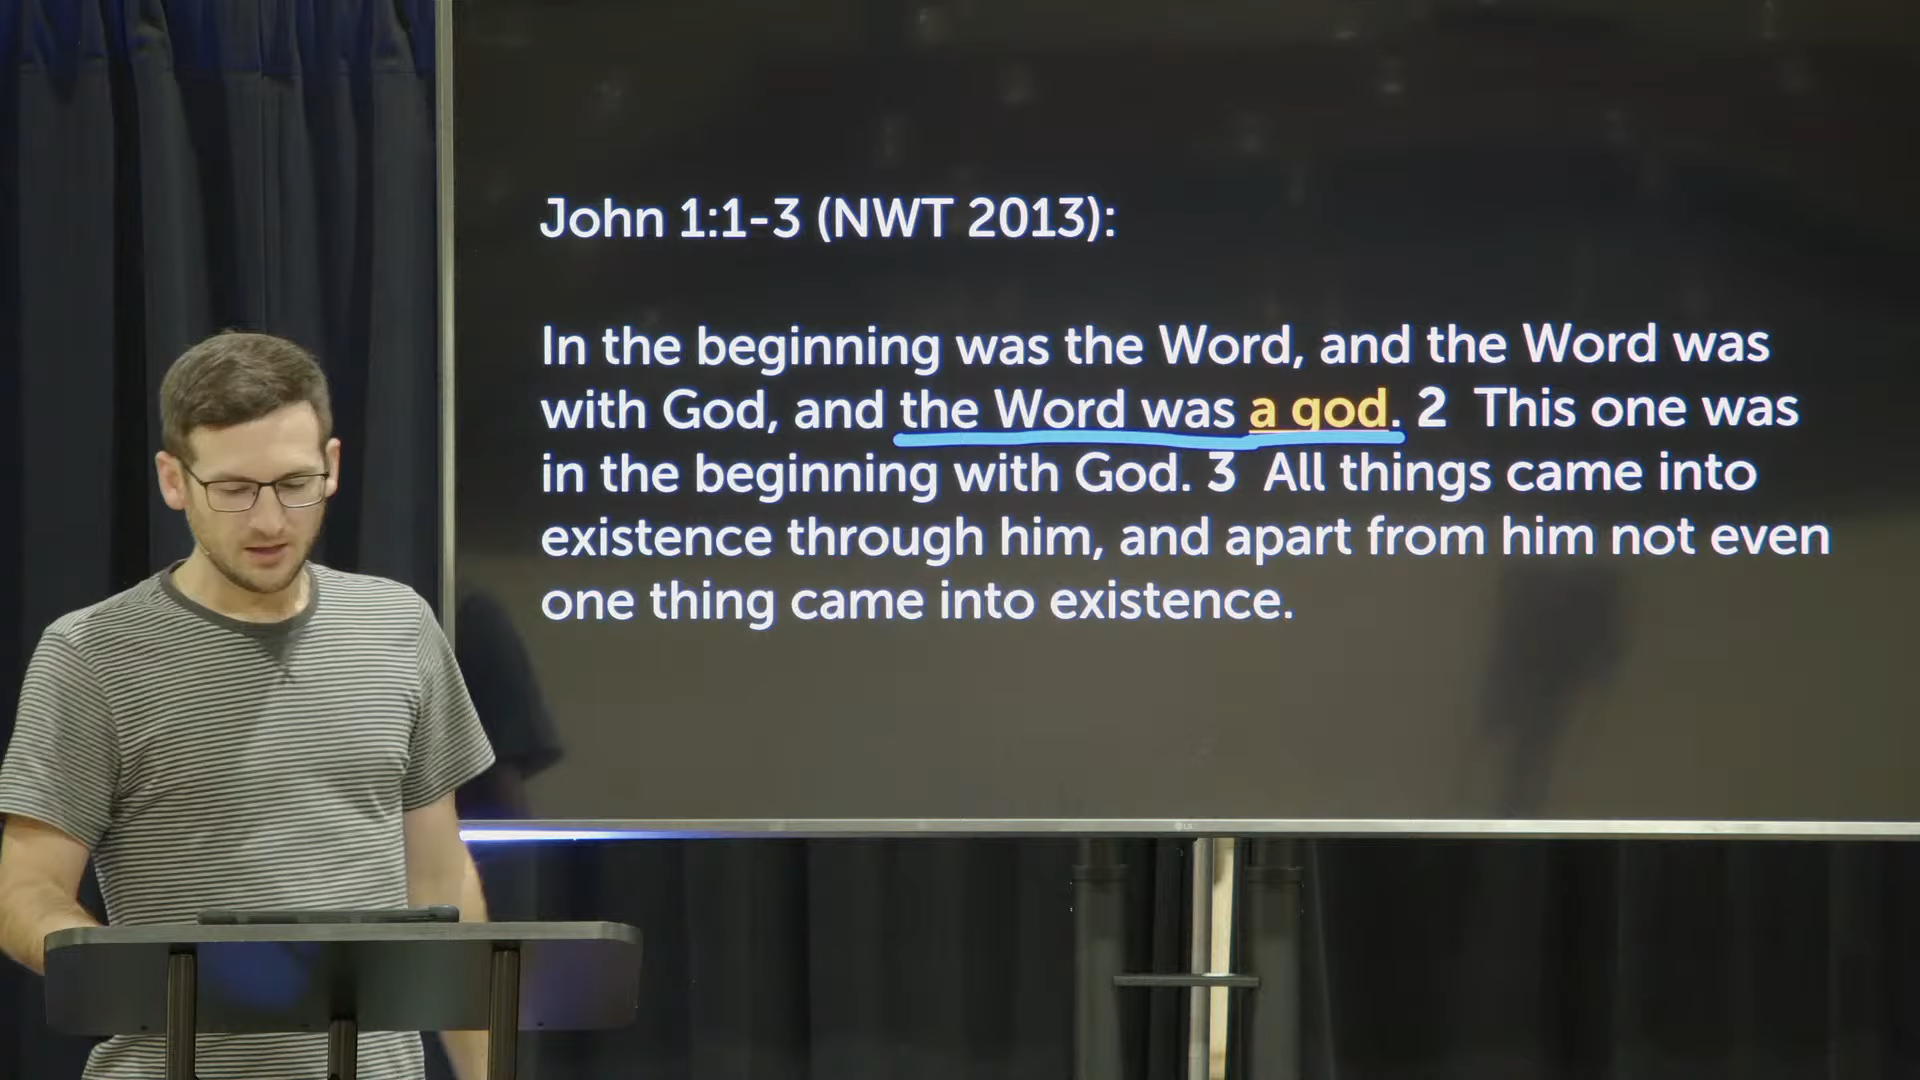 John 1:1-3 (NWT 2013):
In the beginning was the Word, and the Word was
with God, and the Word was a god. 2 This one was
in the beginning with God. 3 All things came into
existence through him, and apart from him not even
one thing came into existence.
LG